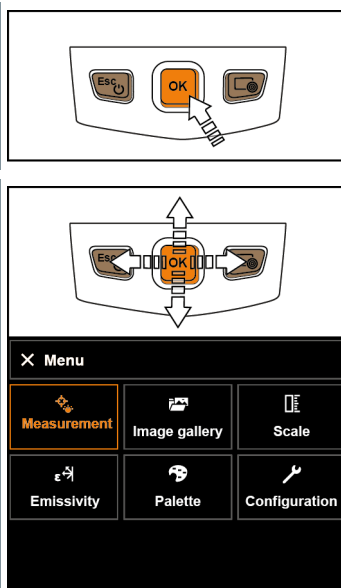 Esc OK
Esc OK
× Menu
Measurement Image gallery Scale
ε
Emissivity Palette Configuration